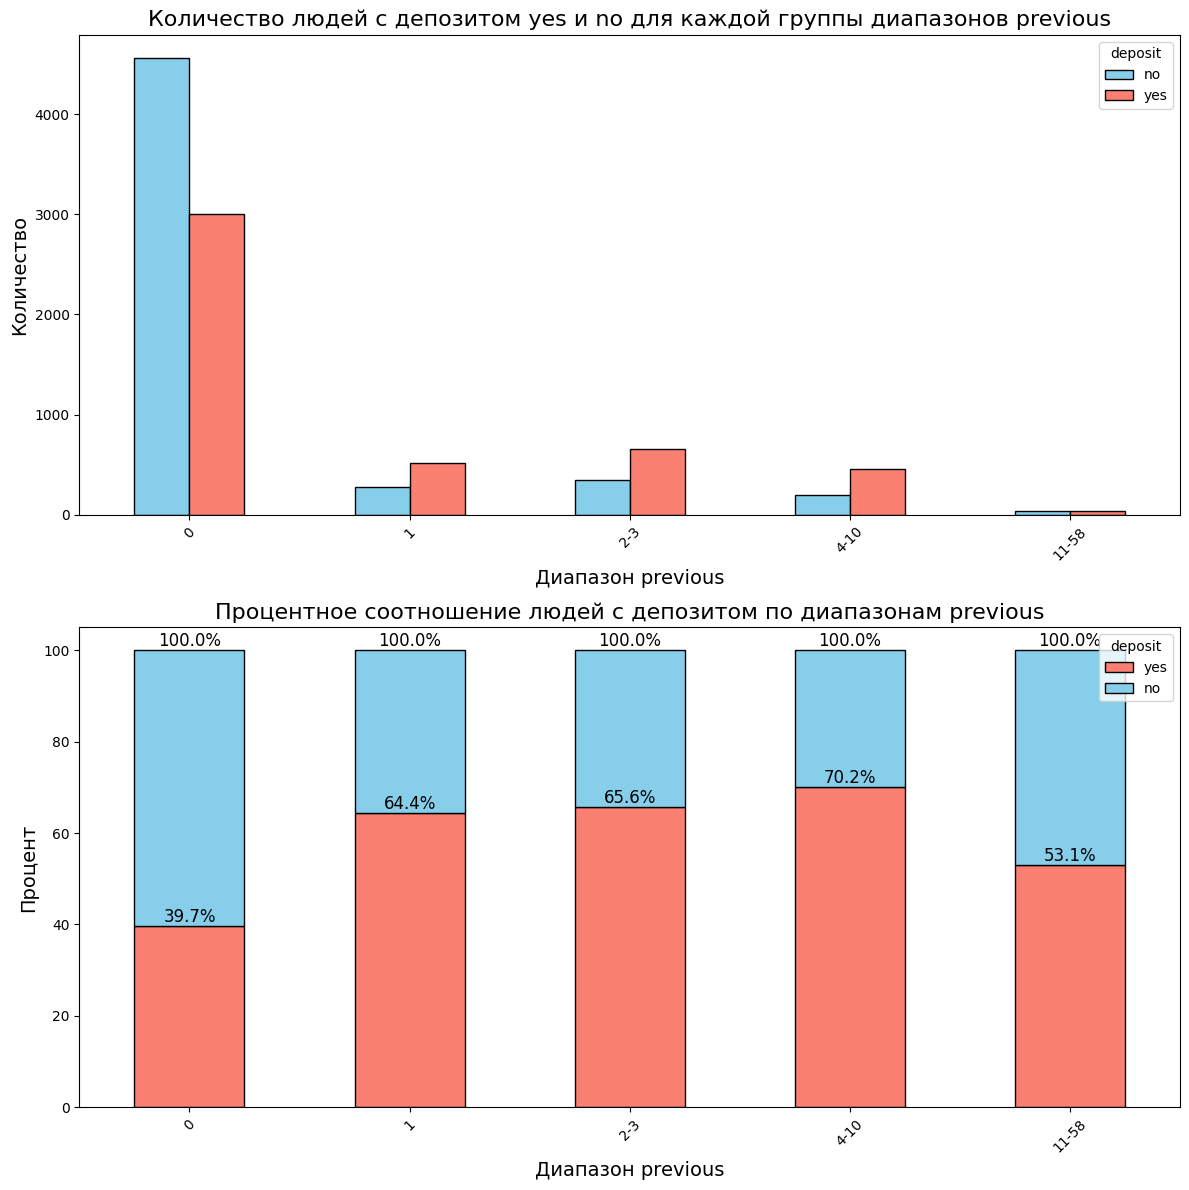 Количество людей с депозитом yes и no для каждой группы диапазонов previous
deposit
no
yes
Количество
4000
3000
2000
1000
0
0
1
2-3
4-10
11-58
Диапазон previous
Процентное соотношение людей с депозитом по диапазонам previous
deposit
yes
no
100.0%
100.0%
100.0%
100.0%
100.0%
39.7%
64.4%
65.6%
70.2%
53.1%
Процент
100
80
60
40
20
0
0
1
2-3
4-10
11-58
Диапазон previous